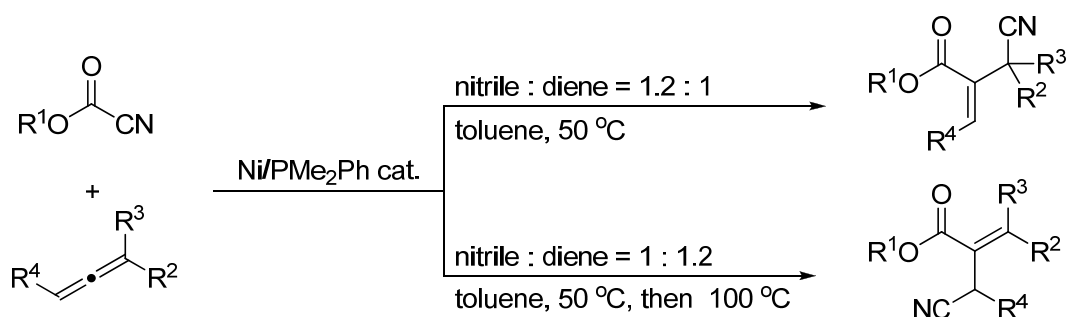 O
R¹O
CN
+
R³
R⁴
R²
Ni/PMe₂Ph cat.
nitrile : diene = 1.2 : 1
toluene, 50 °C
nitrile : diene = 1 : 1.2
toluene, 50 °C, then 100 °C
O
CN
R¹O
R³
R²
R⁴
O
R³
R¹O
R²
NC
R⁴